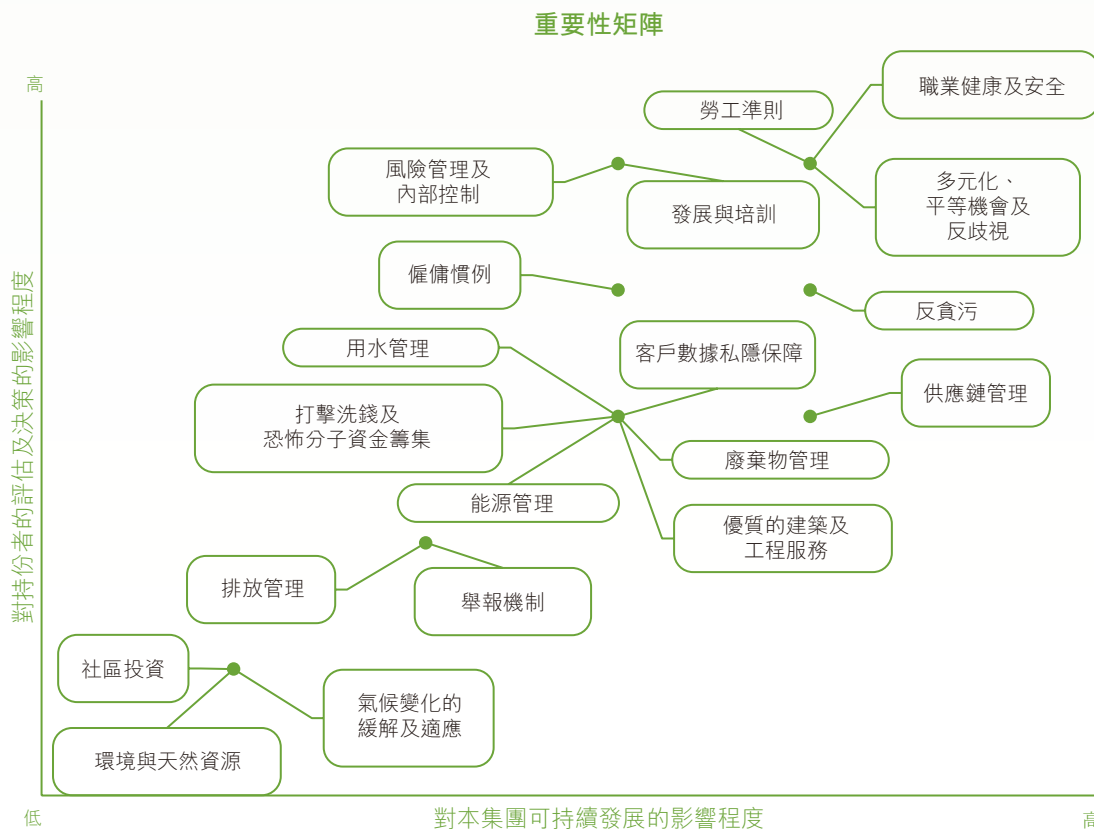 重要性矩陣
高
職業健康及安全
勞工準則
風險管理及
內部控制
發展與培訓
多元化、
平等機會及
反歧視
僱傭慣例
反貪污
用水管理
客戶數據私隱保障
供應鏈管理
打擊洗錢及
恐怖分子資金籌集
廢棄物管理
能源管理
優質的建築及
工程服務
排放管理
舉報機制
社區投資
氣候變化的
緩解及適應
環境與天然資源
對持份者的評估及決策的影響程度
低
對本集團可持續發展的影響程度
高